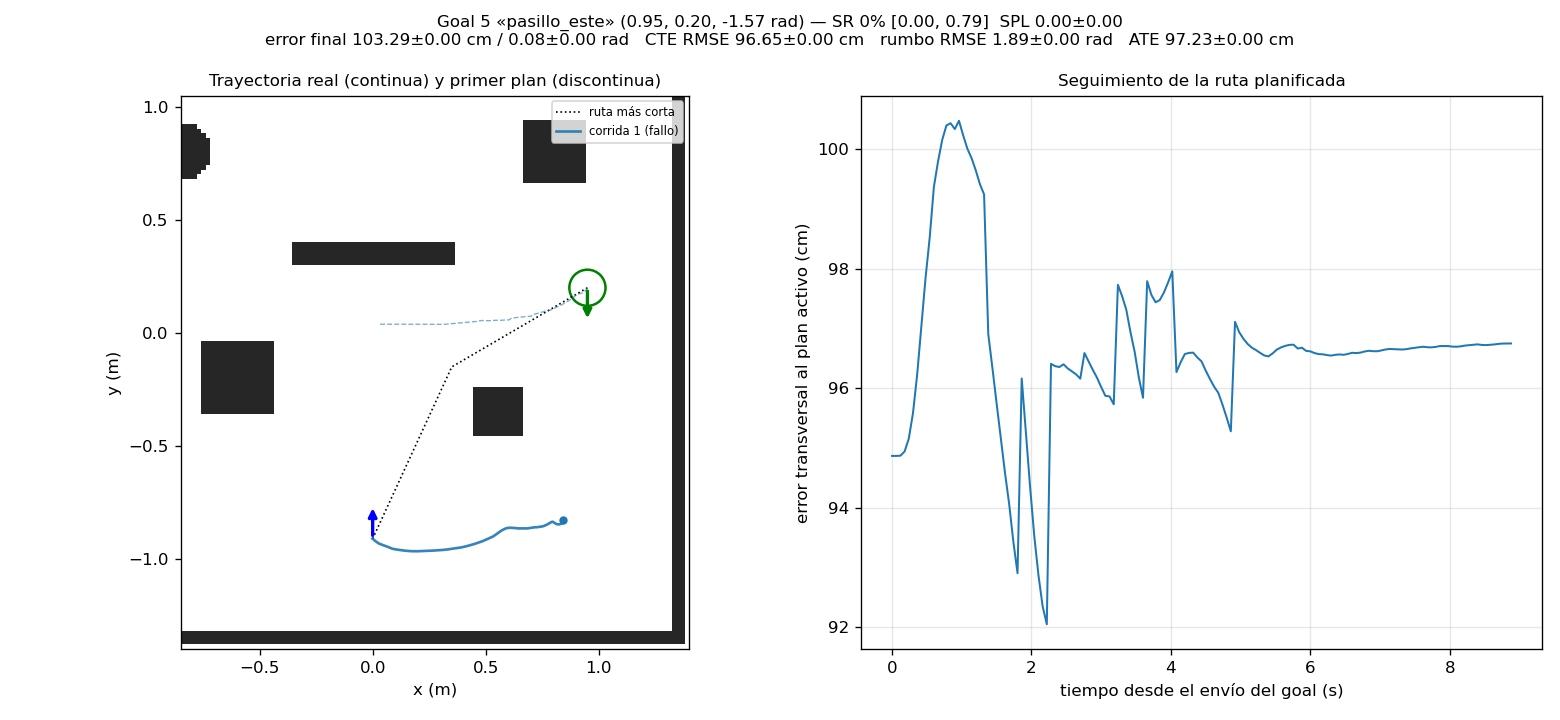 Goal 5 «pasillo_este» (0.95, 0.20, -1.57 rad) — SR 0% [0.00, 0.79]  SPL 0.00±0.00
error final 103.29±0.00 cm / 0.08±0.00 rad   CTE RMSE 96.65±0.00 cm   rumbo RMSE 1.89±0.00 rad   ATE 97.23±0.00 cm
Trayectoria real (continua) y primer plan (discontinua)
ruta más corta
corrida 1 (fallo)
1.0
0.5
0.0
−0.5
−1.0
y (m)
−0.5
0.0
0.5
1.0
x (m)
Seguimiento de la ruta planificada
100
98
96
94
92
error transversal al plan activo (cm)
0
2
4
6
8
tiempo desde el envío del goal (s)